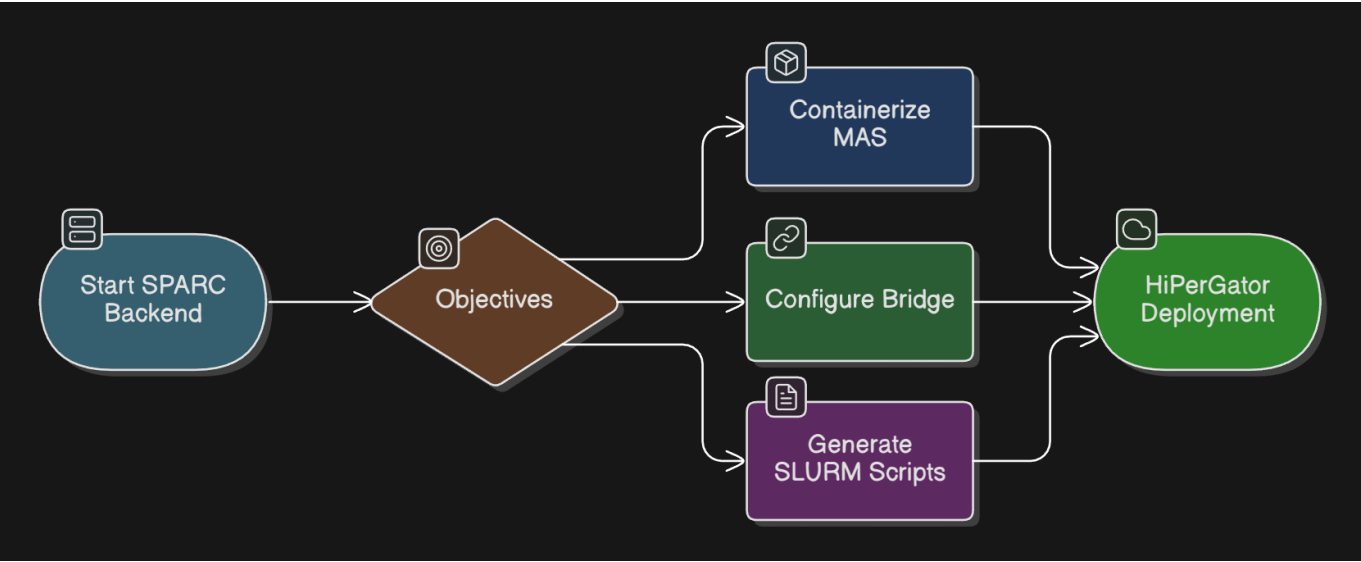 Start SPARC
Backend
Objectives
Containerize
MAS
Configure Bridge
Generate
SLURM Scripts
HiPerGator
Deployment